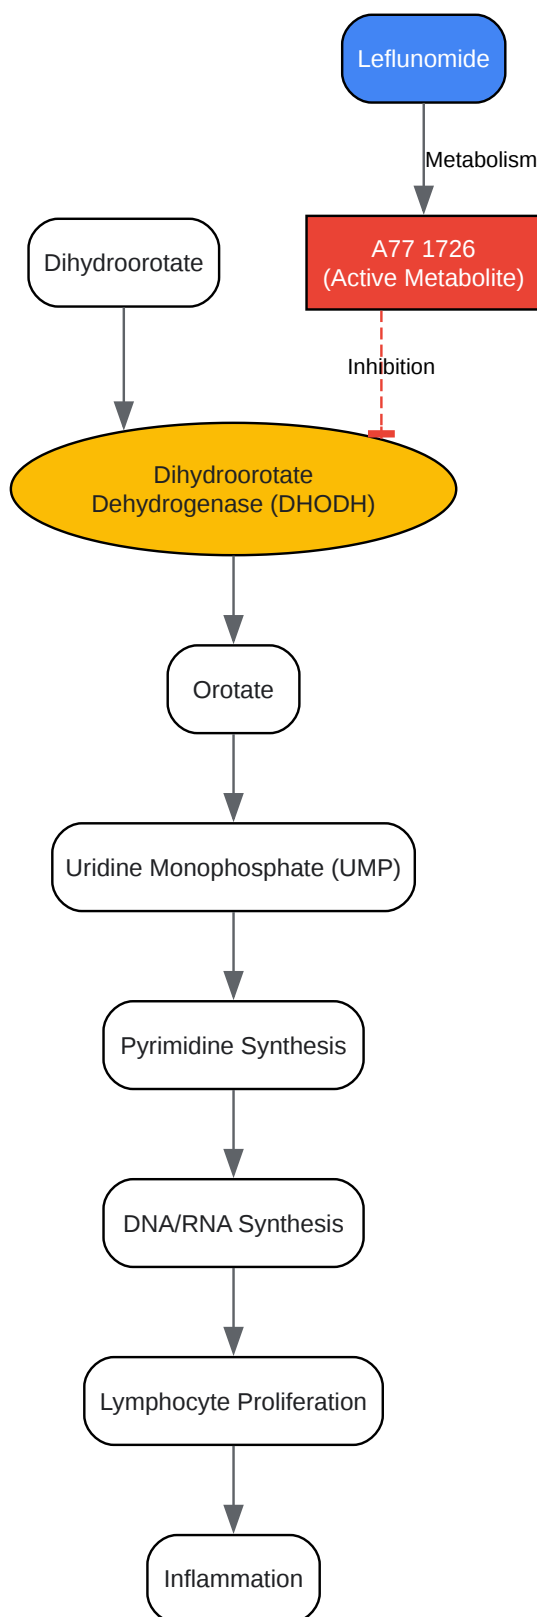 Leflunomide
Metabolism
Dihydroorotate
A77 1726
(Active Metabolite)
Inhibition
Dihydroorotate
Dehydrogenase (DHODH)
Orotate
Uridine Monophosphate (UMP)
Pyrimidine Synthesis
DNA/RNA Synthesis
Lymphocyte Proliferation
Inflammation